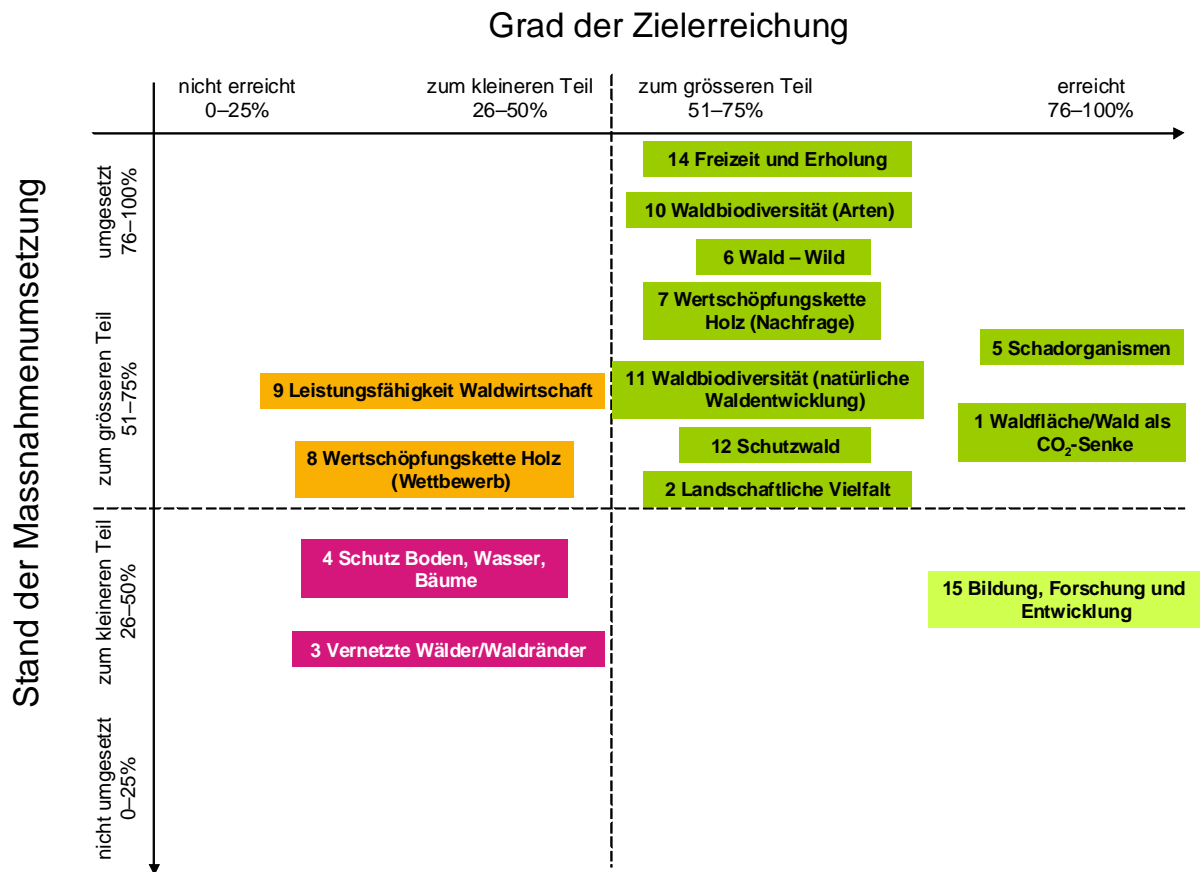 Grad der Zielerreichung
nicht erreicht
0–25%
zum kleineren Teil
26–50%
zum grösseren Teil
51–75%
erreicht
76–100%
Stand der Massnahmenumsetzung
umgesetzt
76–100%
zum grösseren Teil
51–75%
zum kleineren Teil
26–50%
nicht umgesetzt
0–25%
14 Freizeit und Erholung
10 Waldbiodiversität (Arten)
6 Wald – Wild
7 Wertschöpfungskette
Holz (Nachfrage)
5 Schadorganismen
9 Leistungsfähigkeit Waldwirtschaft
11 Waldbiodiversität (natürliche
Waldentwicklung)
1 Waldfläche/Wald als
CO₂-Senke
8 Wertschöpfungskette Holz
(Wettbewerb)
12 Schutzwald
2 Landschaftliche Vielfalt
4 Schutz Boden, Wasser,
Bäume
15 Bildung, Forschung und
Entwicklung
3 Vernetzte Wälder/Waldränder